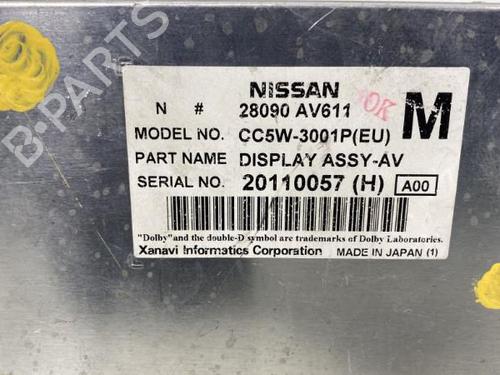 B-PARTS
NISSAN
N # 28090 AV611
OK
M
MODEL NO. CC5W-3001P(EU)
PART NAME DISPLAY ASSY-AV
SERIAL NO. 20110057 (H) A00
"Dolby"and the double-D symbol are trademarks of Dolby Laboratories.
Xanavi Informatics Corporation MADE IN JAPAN (1)